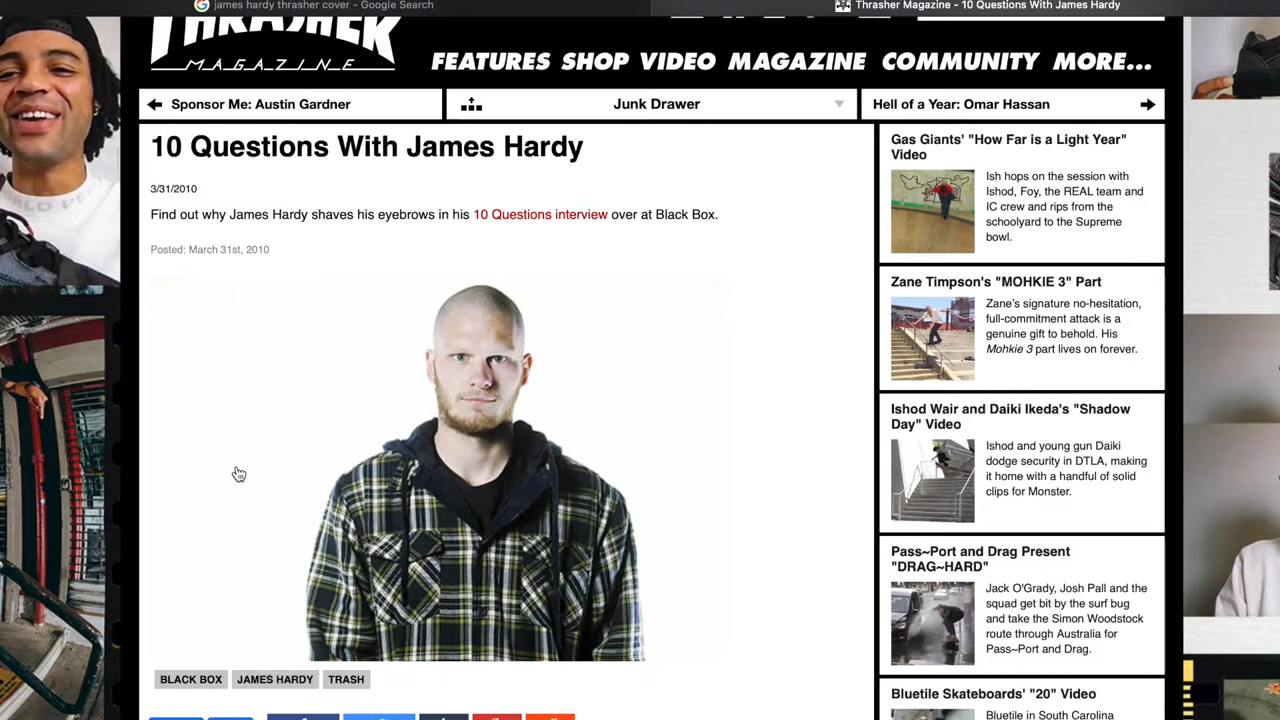 james hardy thrasher cover - Google Search
Thrasher Magazine - 10 Questions With James Hardy
THRASHER
MAGAZINE
FEATURES SHOP VIDEO MAGAZINE COMMUNITY MORE...
Sponsor Me: Austin Gardner
Junk Drawer
Hell of a Year: Omar Hassan
10 Questions With James Hardy
3/31/2010
Find out why James Hardy shaves his eyebrows in his 10 Questions interview over at Black Box.
Posted: March 31st, 2010
BLACK BOX
JAMES HARDY
TRASH
Gas Giants' "How Far is a Light Year"
Video
Ish hops on the session with
Ishod, Foy, the REAL team and
IC crew and rips from the
schoolyard to the Supreme
bowl.
Zane Timpson's "MOHKIE 3" Part
Zane's signature no-hesitation,
full-commitment attack is a
genuine gift to behold. His
Mohkie 3 part lives on forever.
Ishod Wair and Daiki Ikeda's "Shadow
Day" Video
Ishod and young gun Daiki
dodge security in DTLA, making
it home with a handful of solid
clips for Monster.
Pass~Port and Drag Present
"DRAG~HARD"
Jack O'Grady, Josh Pall and the
squad get bit by the surf bug
and take the Simon Woodstock
route through Australia for
Pass~Port and Drag.
Bluetile Skateboards' "20" Video
Bluetile in South Carolina